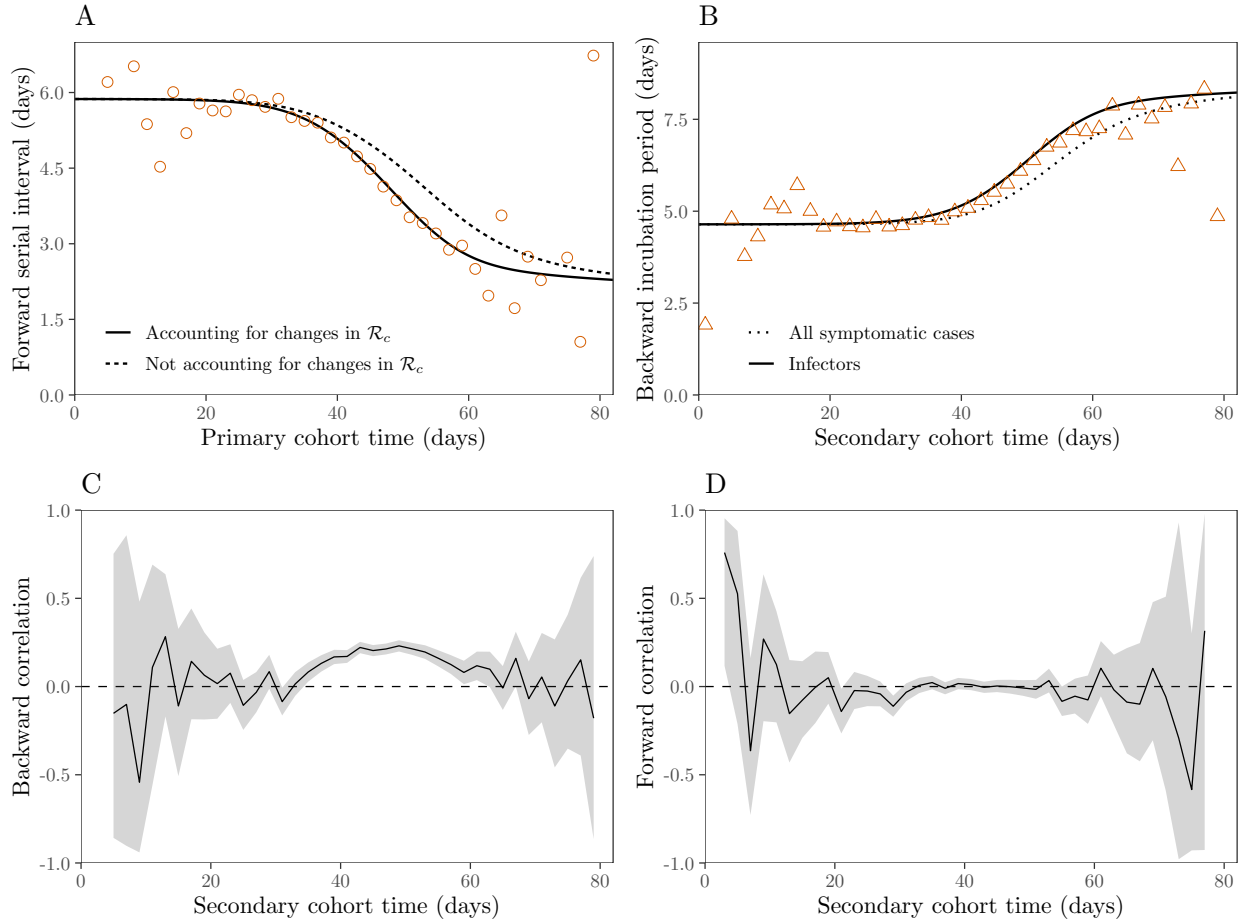 A
Forward serial interval (days)
6.0
4.5
3.0
1.5
0.0
Accounting for changes in ℛc
Not accounting for changes in ℛc
0 20 40 60 80
Primary cohort time (days)
B
Backward incubation period (days)
7.5
5.0
2.5
0.0
All symptomatic cases
Infectors
0 20 40 60 80
Secondary cohort time (days)
C
Backward correlation
1.0
0.5
0.0
-0.5
-1.0
0 20 40 60 80
Secondary cohort time (days)
D
Forward correlation
1.0
0.5
0.0
-0.5
-1.0
0 20 40 60 80
Secondary cohort time (days)